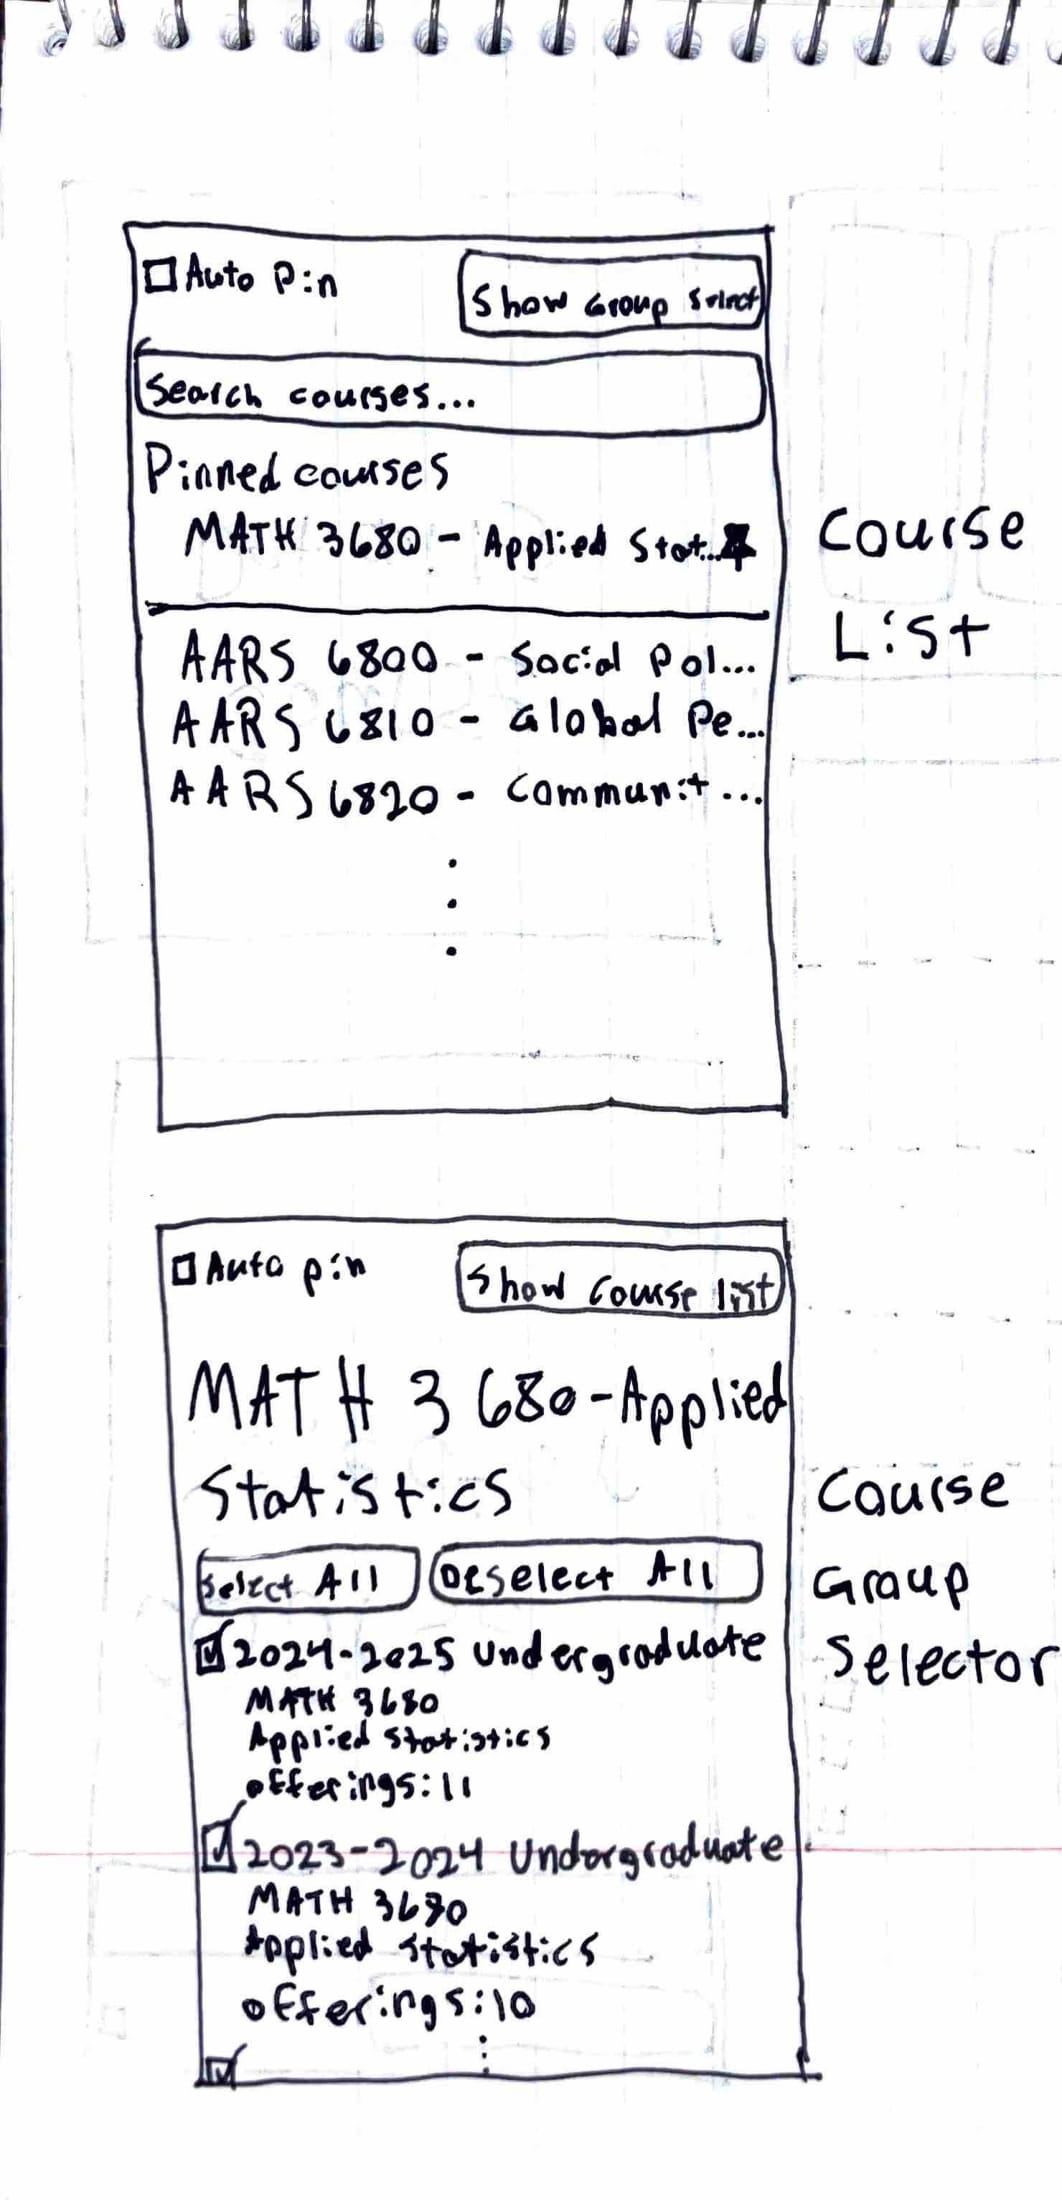 Auto Pin
Show Group Select
Search courses...
Pinned courses
MATH 3680 - Applied Stat...
AARS 6800 - Social Pol...
AARS 6810 - Global Pe...
AARS 6820 - Communit...
Course
List
Auto pin
Show Course list
MATH 3680-Applied
Statistics
Select All
Deselect All
2024-2025 Undergraduate
MATH 3680
Applied Statistics
offerings:11
2023-2024 Undergraduate
MATH 3680
Applied Statistics
offerings:10
Course
Group
Selector